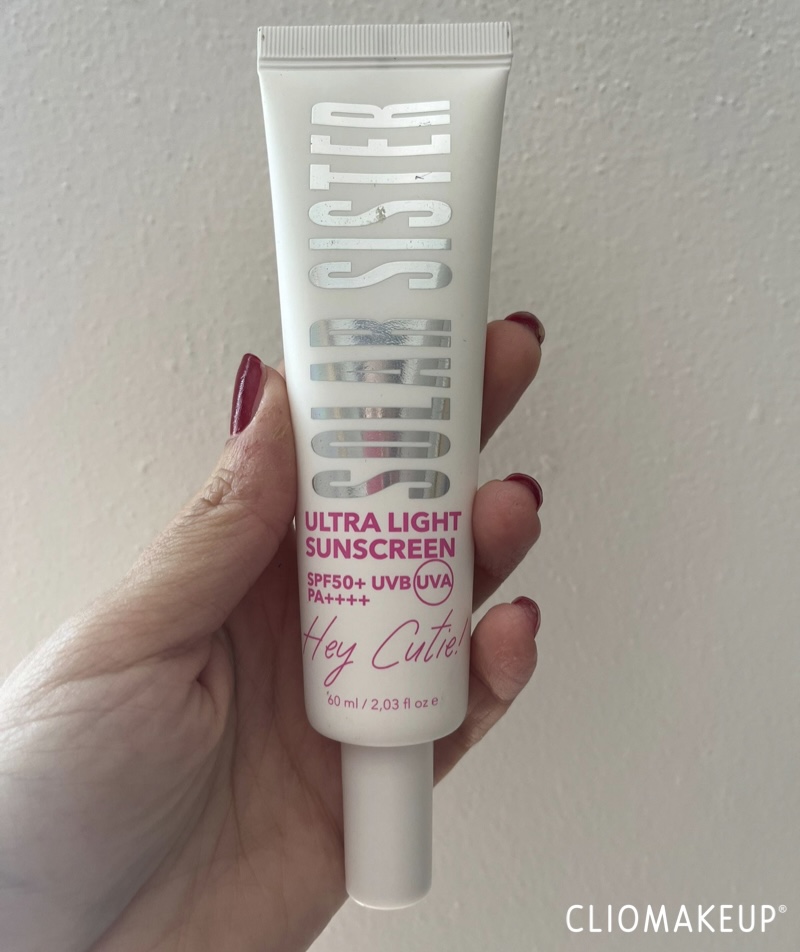 SOLAR SISTER
ULTRA LIGHT
SUNSCREEN
SPF50+ UVB UVA
PA++++
Hey Cutie!
60 ml / 2,03 fl oz e
CLIOMAKEUP®